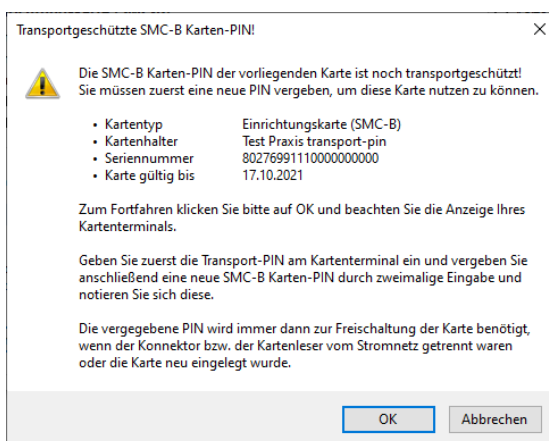 Transportgeschützte SMC-B Karten-PIN!
Die SMC-B Karten-PIN der vorliegenden Karte ist noch transportgeschützt!
Sie müssen zuerst eine neue PIN vergeben, um diese Karte nutzen zu können.
• Kartentyp Einrichtungskarte (SMC-B)
• Kartenhalter Test Praxis transport-pin
• Seriennummer 80276991110000000000
• Karte gültig bis 17.10.2021
Zum Fortfahren klicken Sie bitte auf OK und beachten Sie die Anzeige Ihres
Kartenterminals.
Geben Sie zuerst die Transport-PIN am Kartenterminal ein und vergeben Sie
anschließend eine neue SMC-B Karten-PIN durch zweimalige Eingabe und
notieren Sie sich diese.
Die vergegebene PIN wird immer dann zur Freischaltung der Karte benötigt,
wenn der Konnektor bzw. der Kartenleser vom Stromnetz getrennt waren
oder die Karte neu eingelegt wurde.
OK Abbrechen